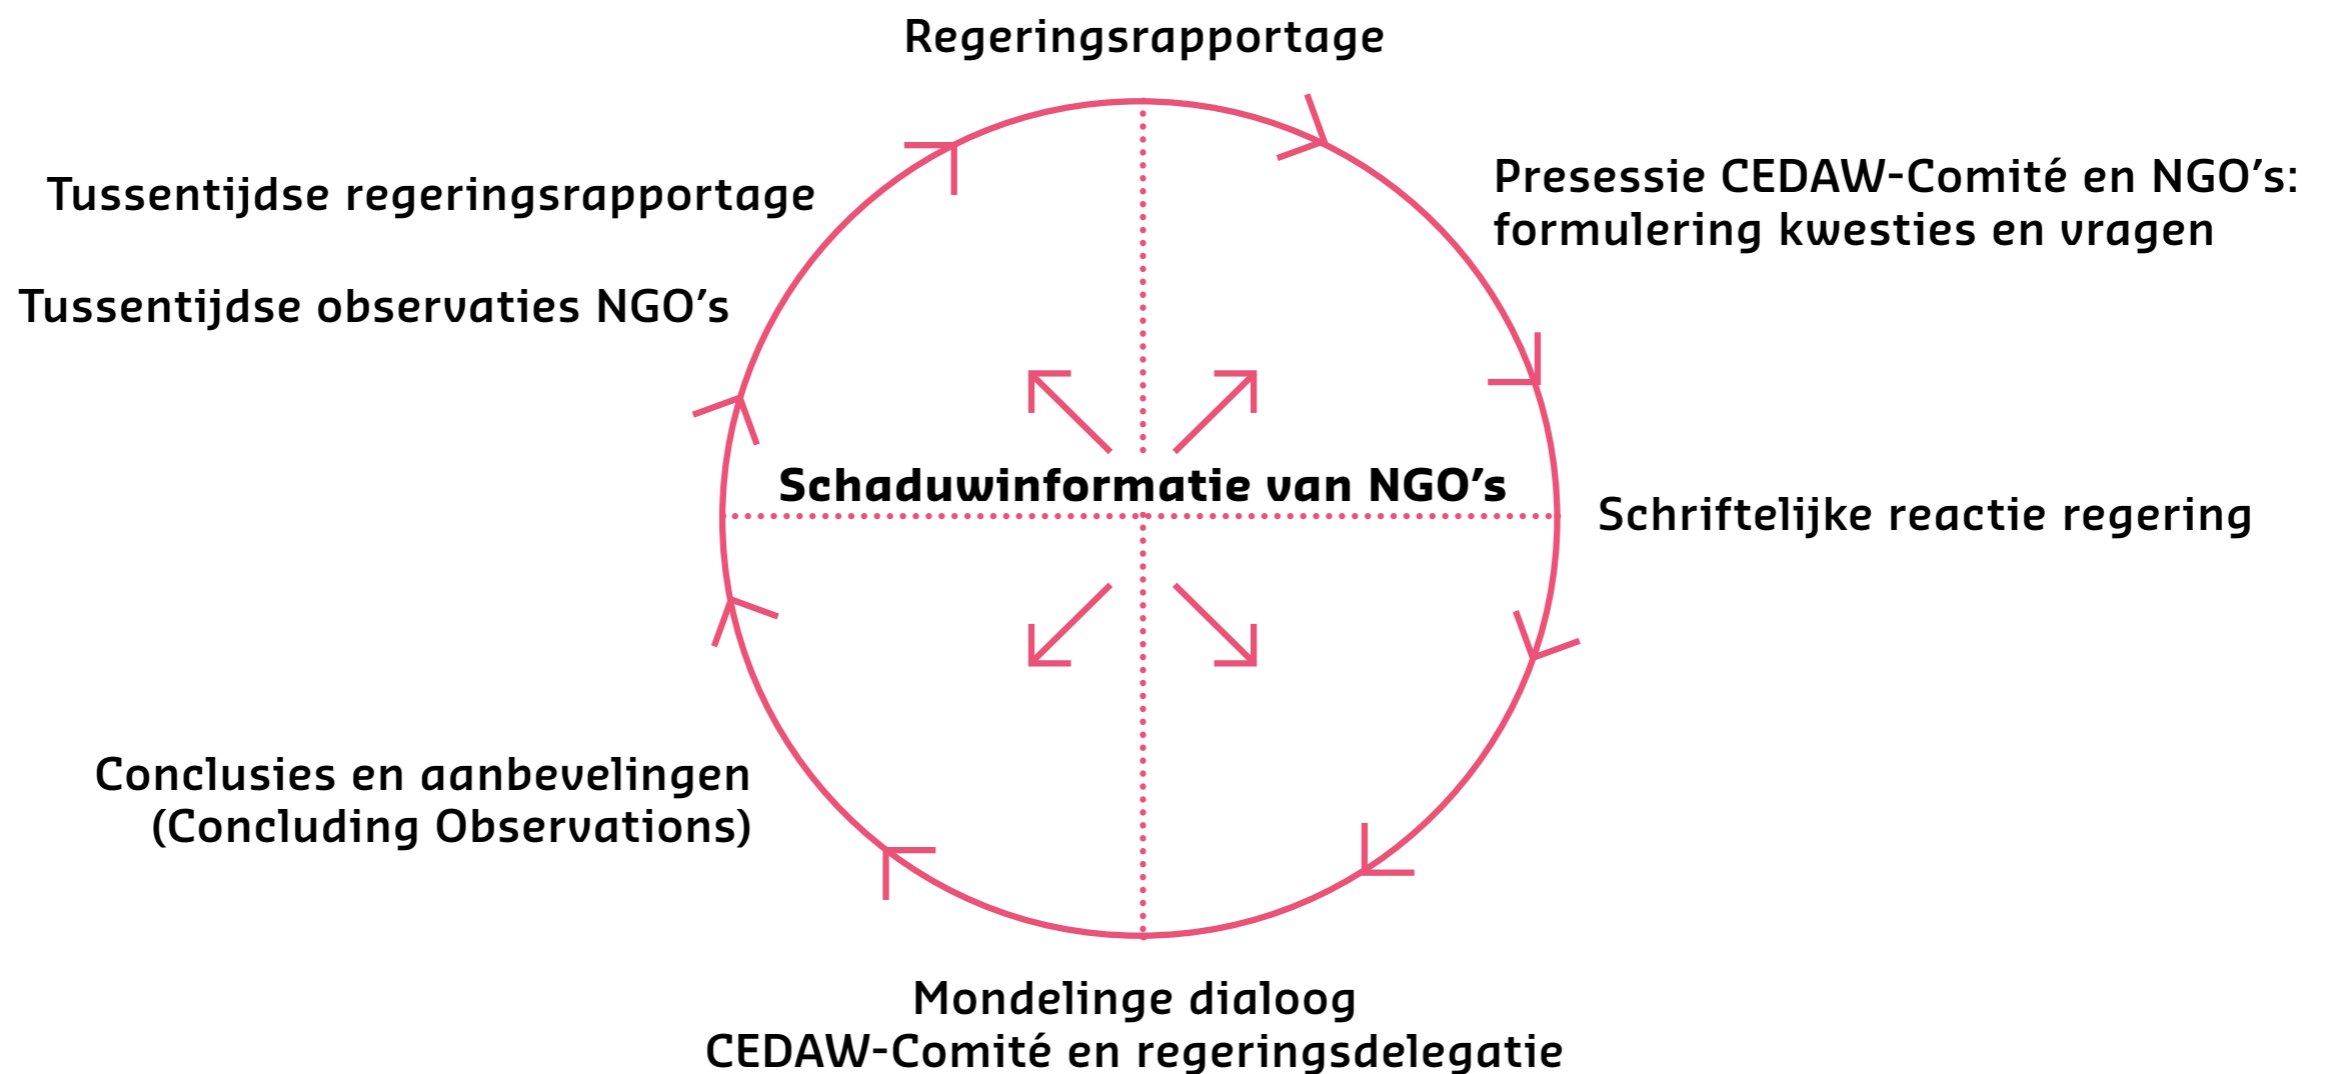 Regeringsrapportage
Presessie CEDAW-Comité en NGO’s:
formulering kwesties en vragen
Schriftelijke reactie regering
Mondelinge dialoog
CEDAW-Comité en regeringsdelegatie
Conclusies en aanbevelingen
(Concluding Observations)
Tussentijdse observaties NGO’s
Tussentijdse regeringsrapportage
Schaduwinformatie van NGO’s